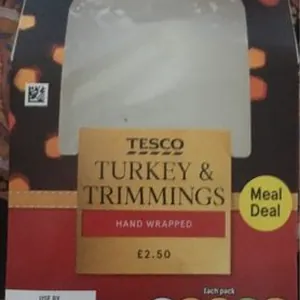 TESCO
TURKEY &
TRIMMINGS
HAND WRAPPED
£2.50
Meal
Deal
Each pack
USE BY